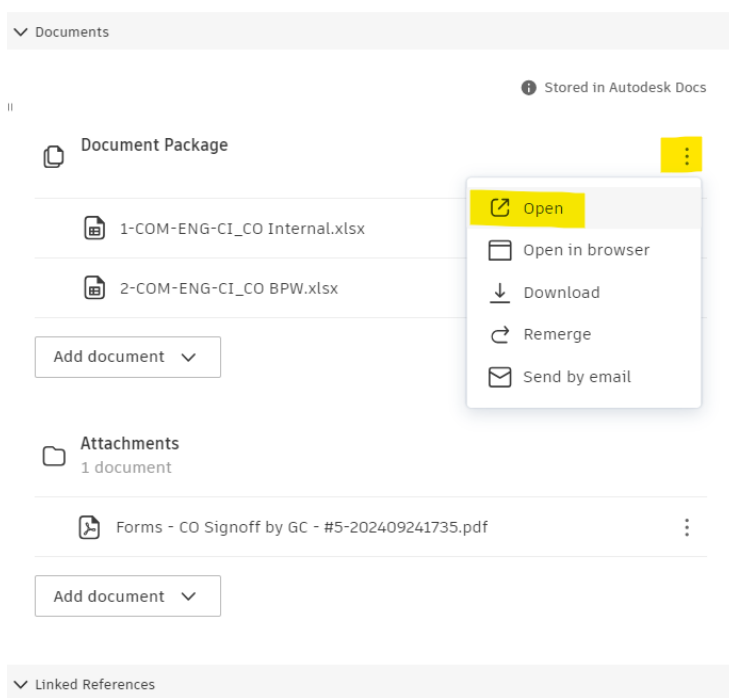 Documents
Stored in Autodesk Docs
Document Package
Open
1-COM-ENG-CI_CO Internal.xlsx
Open in browser
2-COM-ENG-CI_CO BPW.xlsx
Download
Remerge
Add document
Send by email
Attachments
1 document
Forms - CO Signoff by GC - #5-202409241735.pdf
Add document
Linked References